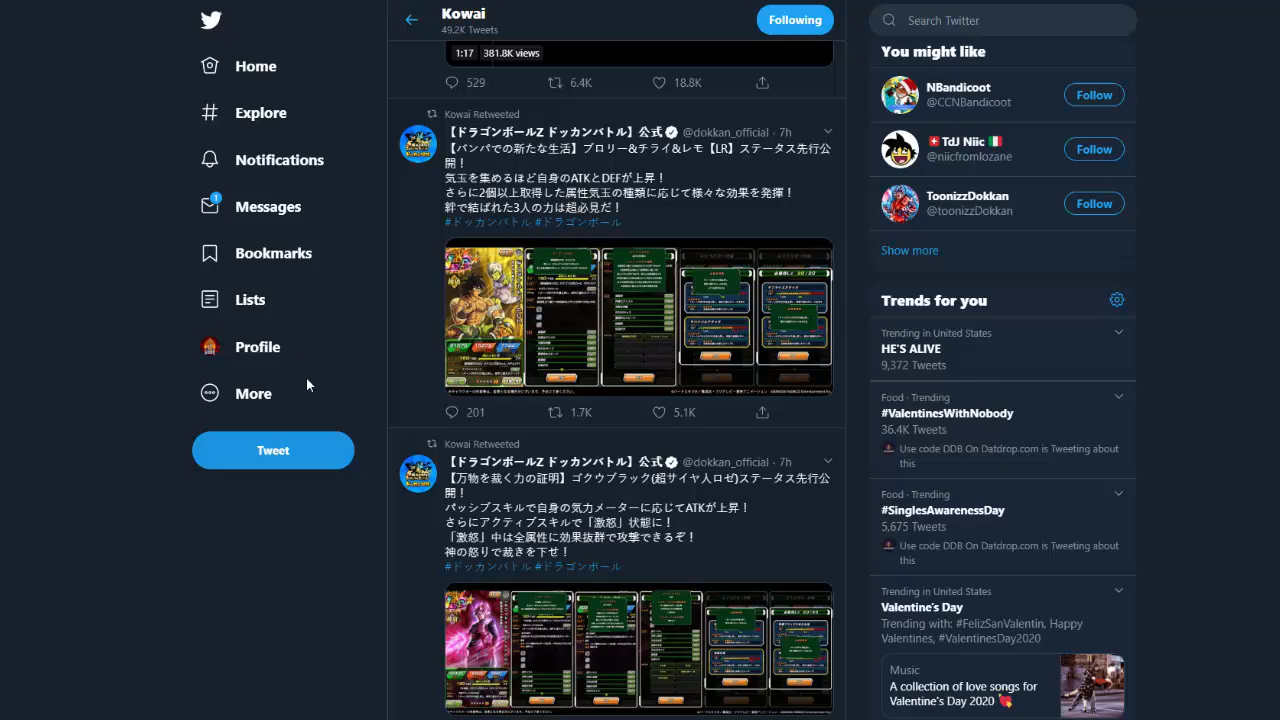 Home
Explore
Notifications
1
Messages
Bookmarks
Lists
Profile
More
Tweet
Kowai
49.2K Tweets
Following
1:17 381.8K views
529 6.4K 18.8K
Kowai Retweeted
【ドラゴンボールZ ドッカンバトル】公式 @dokkan_official · 7h
【バンパでの新たな生活】ブロリー&チライ&レモ【LR】ステータス先行公
開！
気玉を集めるほど自身のATKとDEFが上昇！
さらに2個以上取得した属性気玉の種類に応じて様々な効果を発揮！
絆で結ばれた3人の力は超必見だ！
#ドッカンバトル #ドラゴンボール
201 1.7K 5.1K
Kowai Retweeted
【ドラゴンボールZ ドッカンバトル】公式 @dokkan_official · 7h
【万物を裁く力の証明】ゴクウブラック(超サイヤ人ロゼ)ステータス先行公
開！
パッシブスキルで自身の気力メーターに応じてATKが上昇！
さらにアクティブスキルで「激怒」状態に！
「激怒」中は全属性に効果抜群で攻撃できるぞ！
神の怒りで裁きを下せ！
#ドッカンバトル #ドラゴンボール
Search Twitter
You might like
NBandicoot
@CCNBandicoot
Follow
TdJ Niic
@niicfromlozane
Follow
ToonizzDokkan
@toonizzDokkan
Follow
Show more
Trends for you
Trending in United States
HE'S ALIVE
9,372 Tweets
Food · Trending
#ValentinesWithNobody
36.4K Tweets
Use code DDB On Datdrop.com is Tweeting about
this
Food · Trending
#SinglesAwarenessDay
5,675 Tweets
Use code DDB On Datdrop.com is Tweeting about
this
Trending in United States
Valentine's Day
Trending with: #FelizSanValentin, Happy
Valentines, #ValentinesDay2020
Music